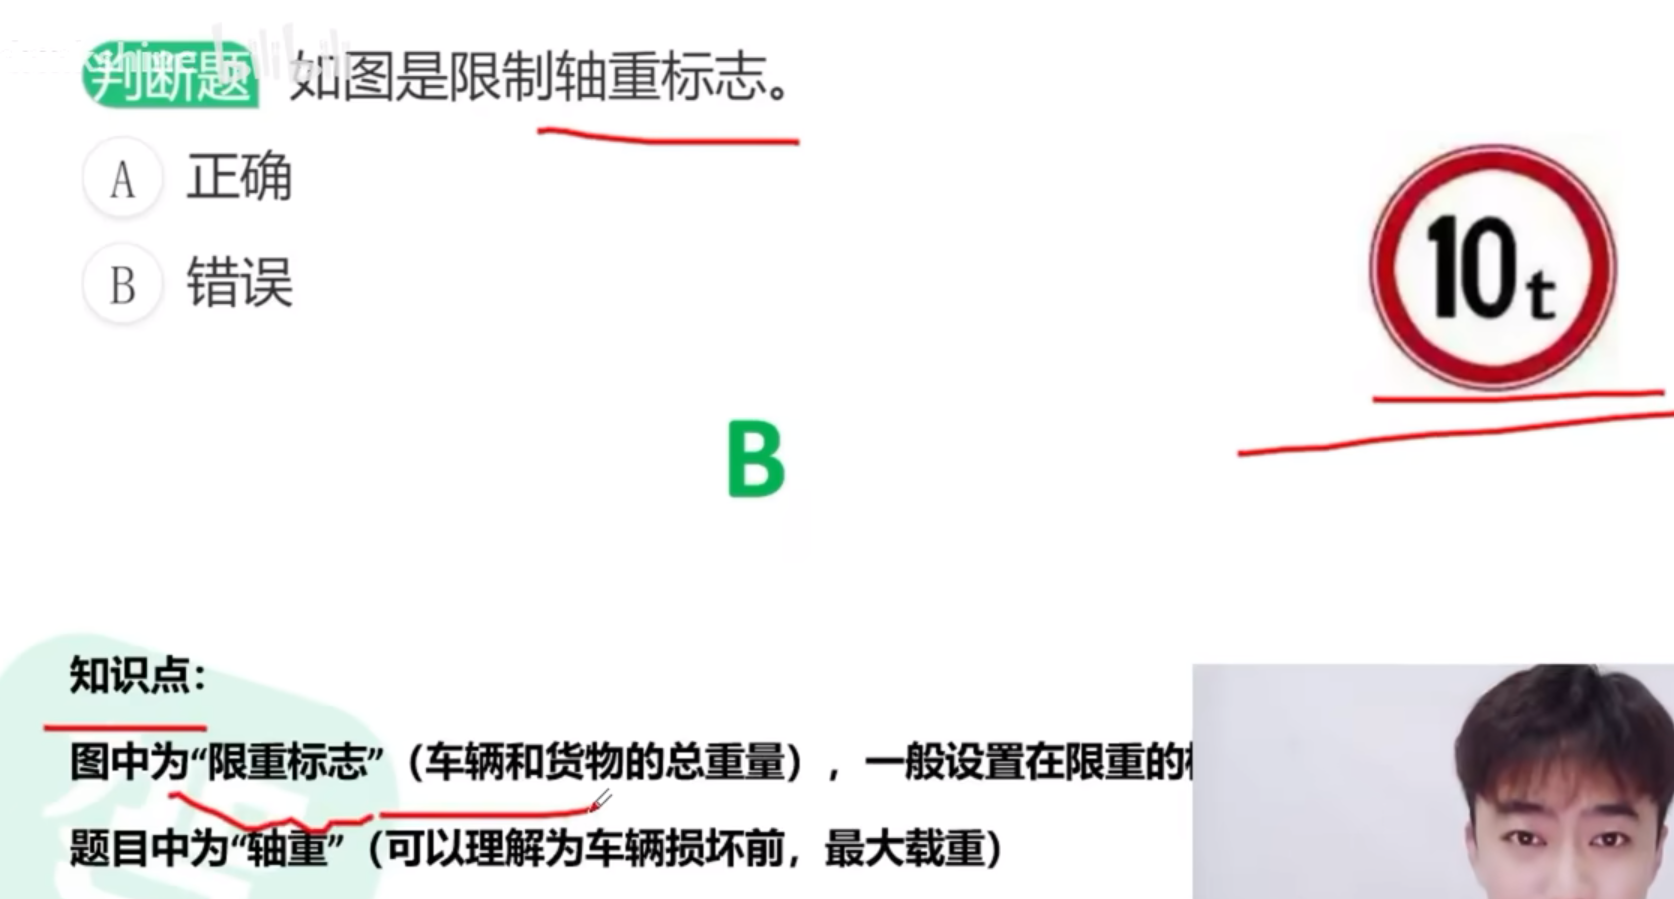 判断题 如图是限制轴重标志。
A 正确
B 错误
10t
B
知识点：
图中为“限重标志”（车辆和货物的总重量），一般设置在限重的
题目中为“轴重”（可以理解为车辆损坏前，最大载重）